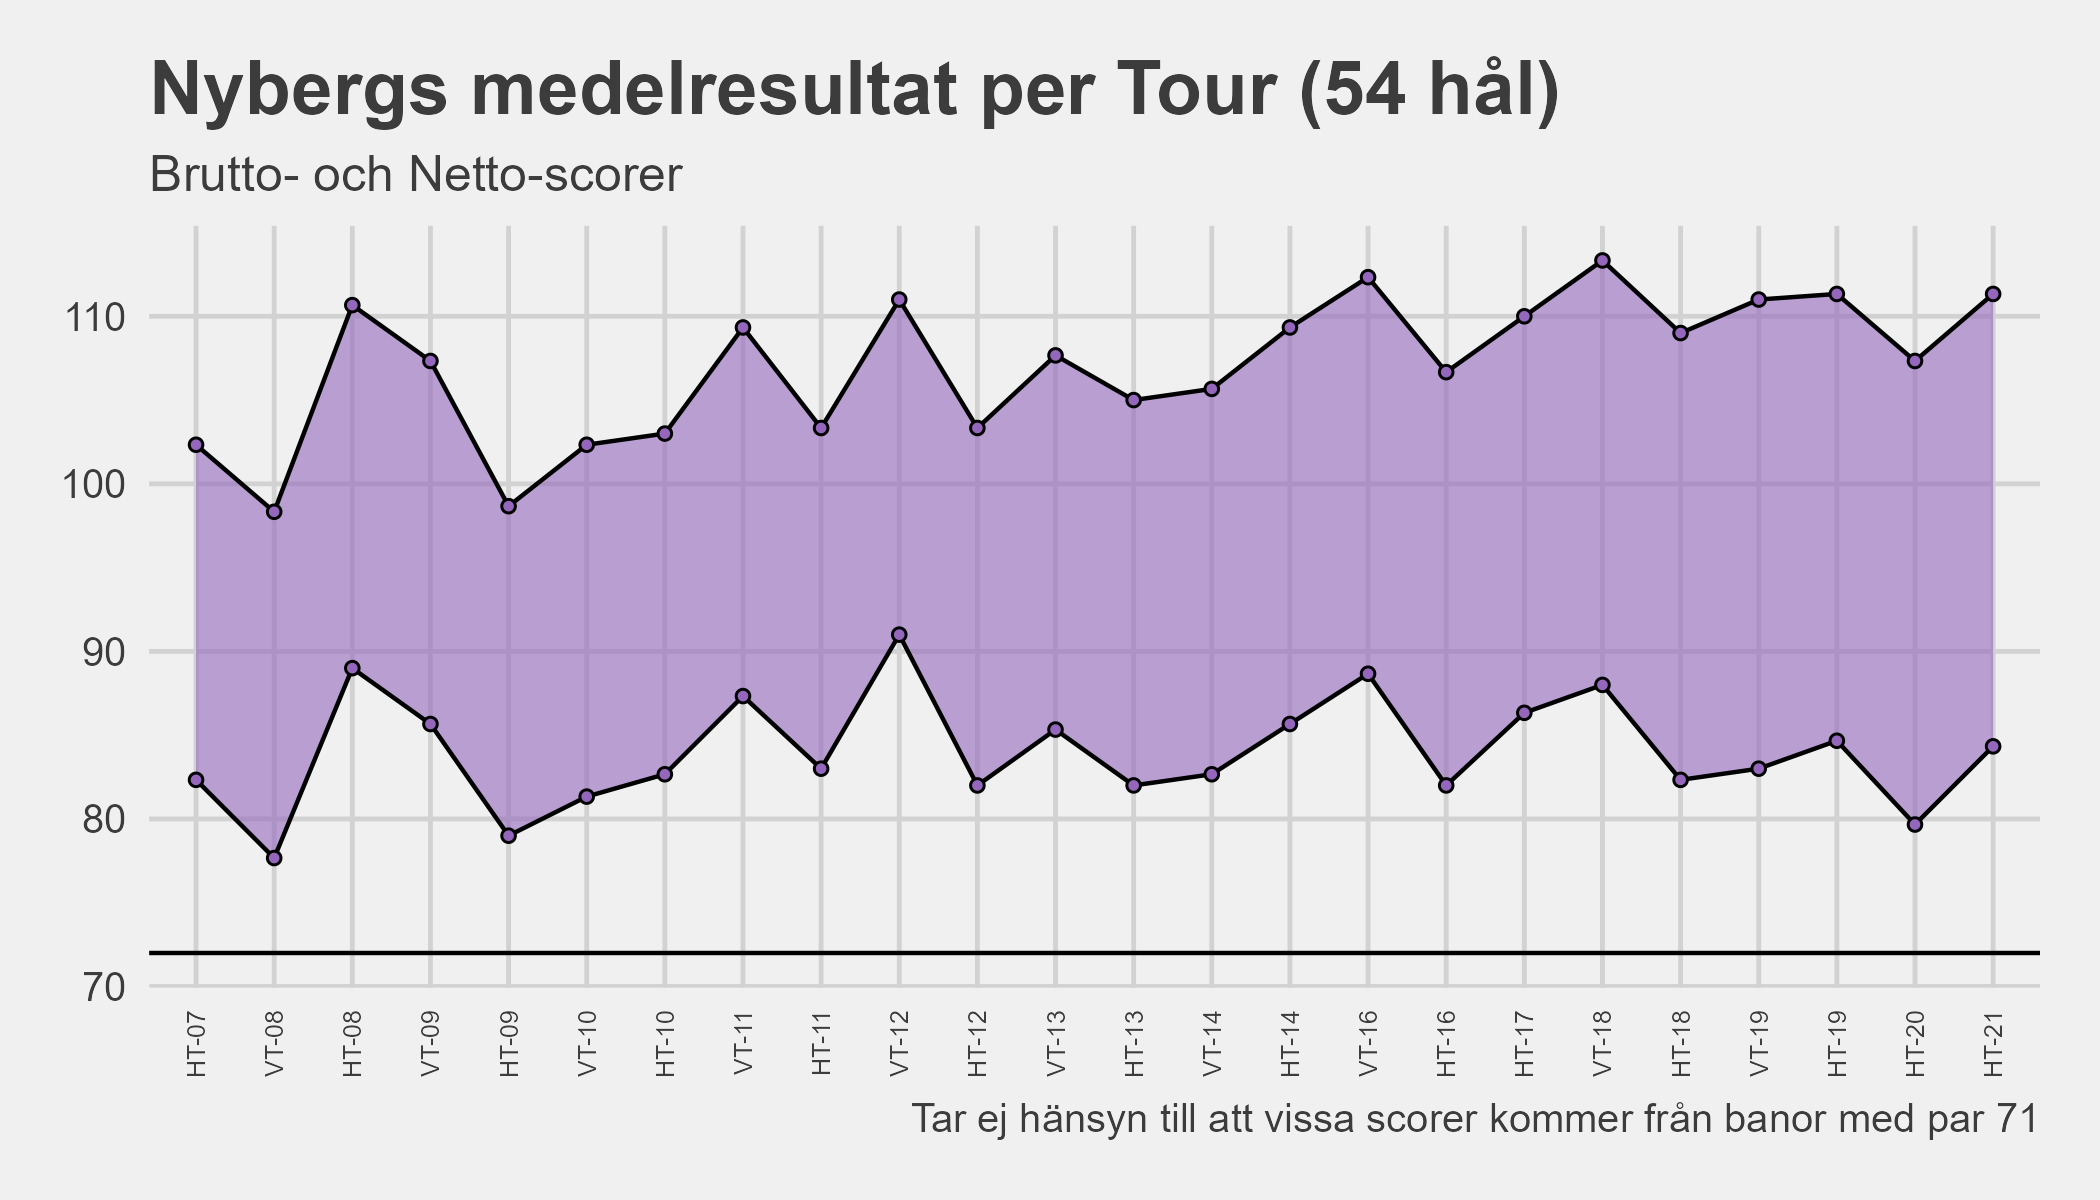 Nybergs medelresultat per Tour (54 hål)
Brutto- och Netto-scorer
110
100
90
80
70
HT-07
VT-08
HT-08
VT-09
HT-09
VT-10
HT-10
VT-11
HT-11
VT-12
HT-12
VT-13
HT-13
VT-14
HT-14
VT-16
HT-16
HT-17
VT-18
HT-18
VT-19
HT-19
HT-20
HT-21
Tar ej hänsyn till att vissa scorer kommer från banor med par 71